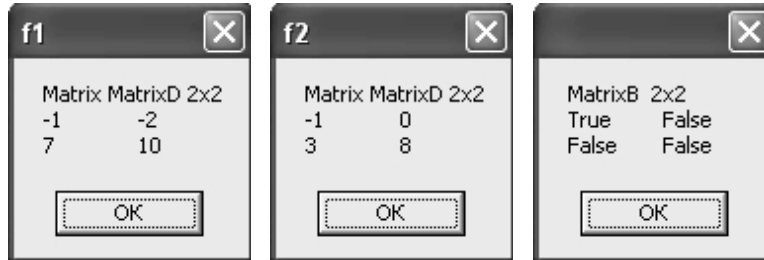 f1
Matrix MatrixD 2x2
-1 -2
7 10
OK
f2
Matrix MatrixD 2x2
-1 0
3 8
OK
MatrixB 2x2
True False
False False
OK